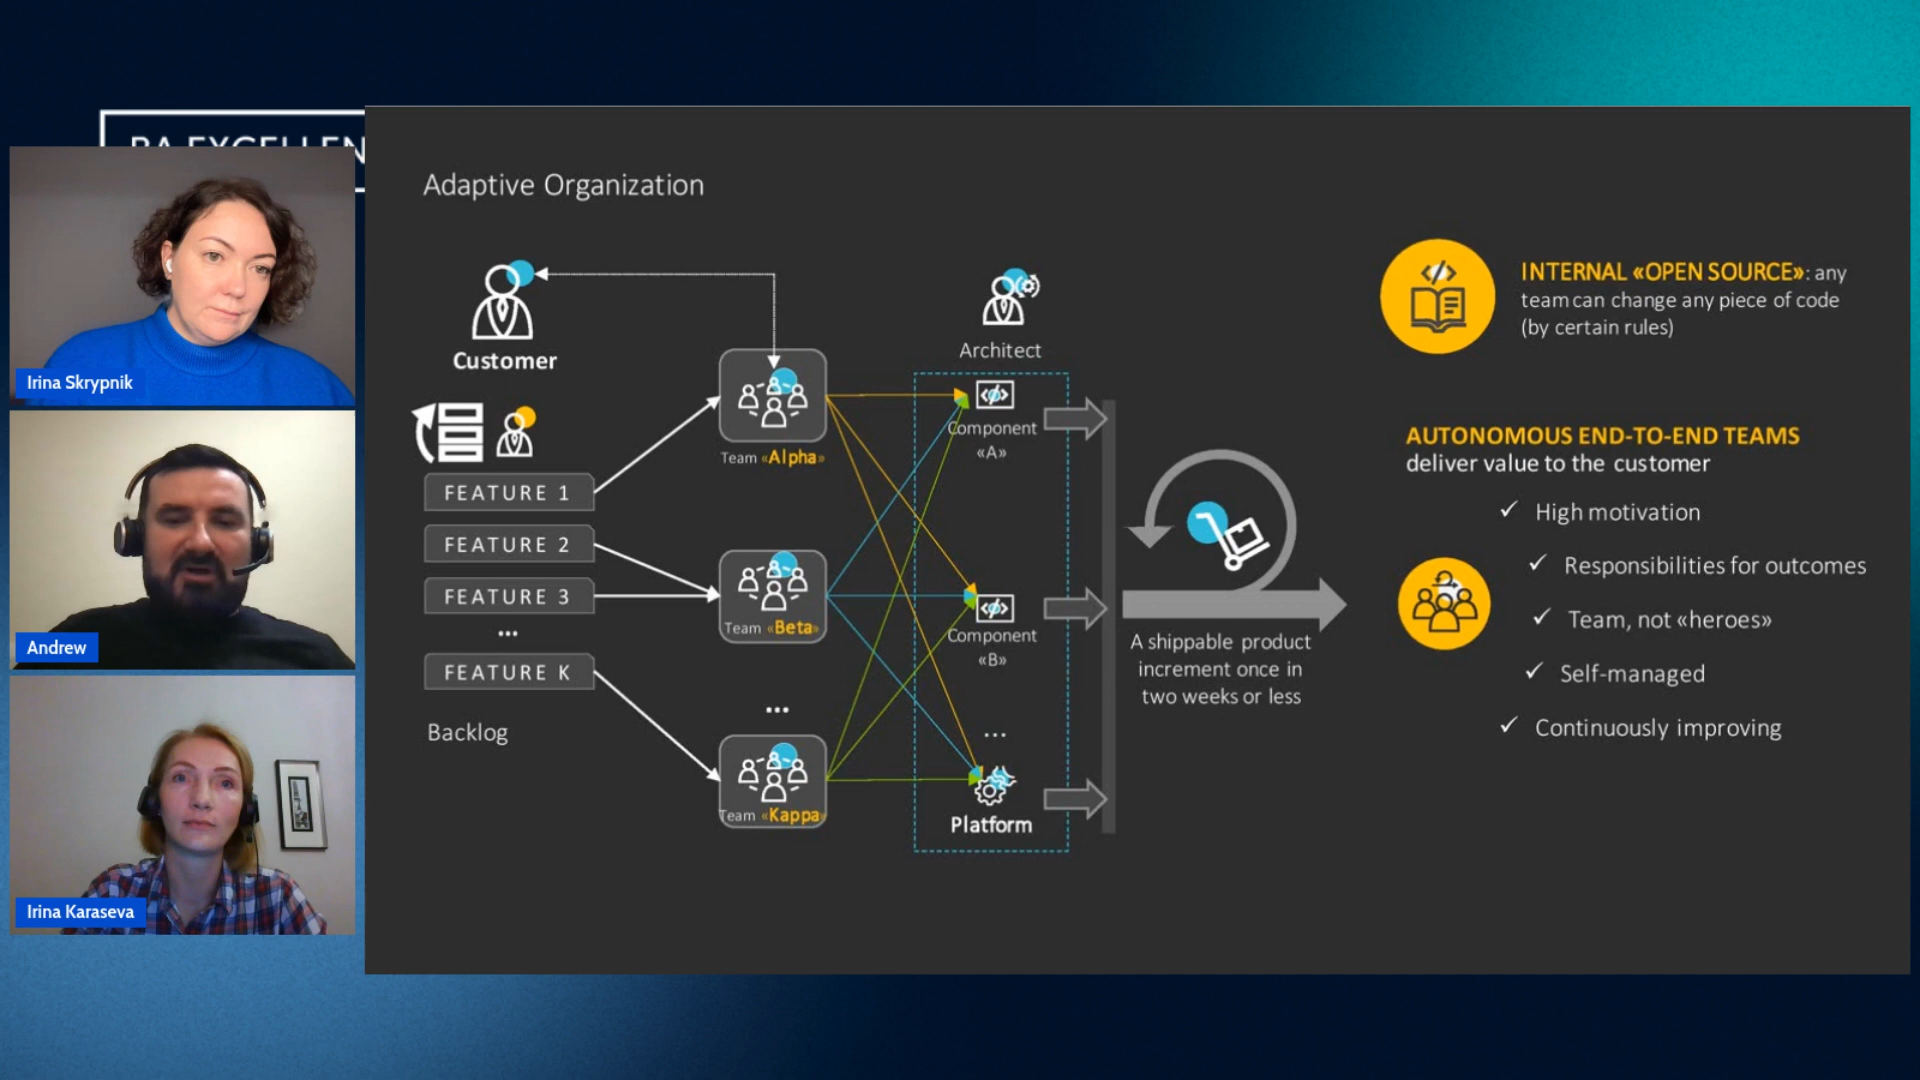 BA EXCELLEN
Irina Skrypnik
Andrew
Irina Karaseva
Adaptive Organization
Customer
FEATURE 1
FEATURE 2
FEATURE 3
...
FEATURE K
Backlog
Team «Alpha»
Team «Beta»
...
Team «Kappa»
Architect
Component
«A»
Component
«B»
...
Platform
A shippable product
increment once in
two weeks or less
INTERNAL «OPEN SOURCE»: any
team can change any piece of code
(by certain rules)
AUTONOMOUS END-TO-END TEAMS
deliver value to the customer
✓ High motivation
✓ Responsibilities for outcomes
✓ Team, not «heroes»
✓ Self-managed
✓ Continuously improving